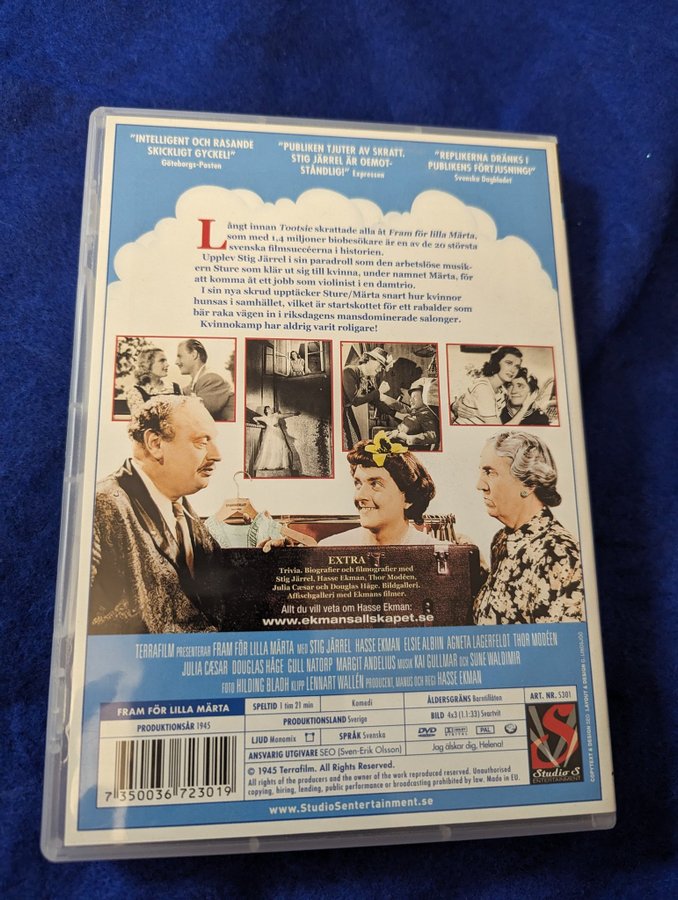 "INTELLIGENT OCH RASANDE
SKICKLIGT GYCKEL!"
Göteborgs-Posten
"PUBLIKEN TJUTER AV SKRATT.
STIG JÄRREL ÄR OEMOT-
STÅNDLIG!" Expressen
"REPLIKERNA DRÄNKS I
PUBLIKENS FÖRTJUSNING!"
Svenska Dagbladet
Långt innan Tootsie skrattade alla åt Fram för lilla Märta,
som med 1,4 miljoner biobesökare är en av de 20 största
svenska filmsuccéerna i historien.
Upplev Stig Järrel i sin paradroll som den arbetslöse musik-
ern Sture som klär ut sig till kvinna, under namnet Märta, för
att komma åt ett jobb som violinist i en damtrio.
I sin nya skrud upptäcker Sture/Märta snart hur kvinnor
hunsas i samhället, vilket är startskottet för ett rabalder som
bär raka vägen in i riksdagens mansdominerade salonger.
Kvinnokamp har aldrig varit roligare!
EXTRA
Trivia. Biografier och filmografier med
Stig Järrel, Hasse Ekman, Thor Modéen,
Julia Cæsar og Douglas Håge. Bildgalleri.
Affischgalleri med Ekmans filmer.
Allt du vill veta om Hasse Ekman:
www.ekmansallskapet.se
TERRAFILM PRESENTERAR FRAM FÖR LILLA MÄRTA MED STIG JÄRREL HASSE EKMAN ELSIE ALBIIN AGNETA LAGERFELDT THOR MODÉEN
JULIA CÆSAR DOUGLAS HÅGE GULL NATORP MARGIT ANDELIUS MUSIK KAI GULLMAR OCH SUNE WALDIMIR
FOTO HILDING BLADH KLIPP LENNART WALLÉN PRODUCENT, MANUS OCH REGI HASSE EKMAN
FRAM FÖR LILLA MÄRTA
PRODUKTIONSÅR 1945
SPELTID 1 tim 21 min
Komedi
ÅLDERSGRÄNS Barntillåten
PRODUKTIONSLAND Sverige
BILD 4x3 (1.1:33) Svartvit
LJUD Monomix
SPRÅK Svenska
DVD
PAL
ANSVARIG UTGIVARE SEO (Sven-Erik Olsson)
Jag älskar dig, Helena!
ART. NR. 5301
Studio S
ENTERTAINMENT
© 1945 Terrafilm. All Rights Reserved.
All rights of the producers and the owner of the work reproduced reserved. Unauthorised
copying, hiring, lending, public performance or broadcasting prohibited by law. Made in EU.
7 350036 723019
www.StudioSentertainment.se